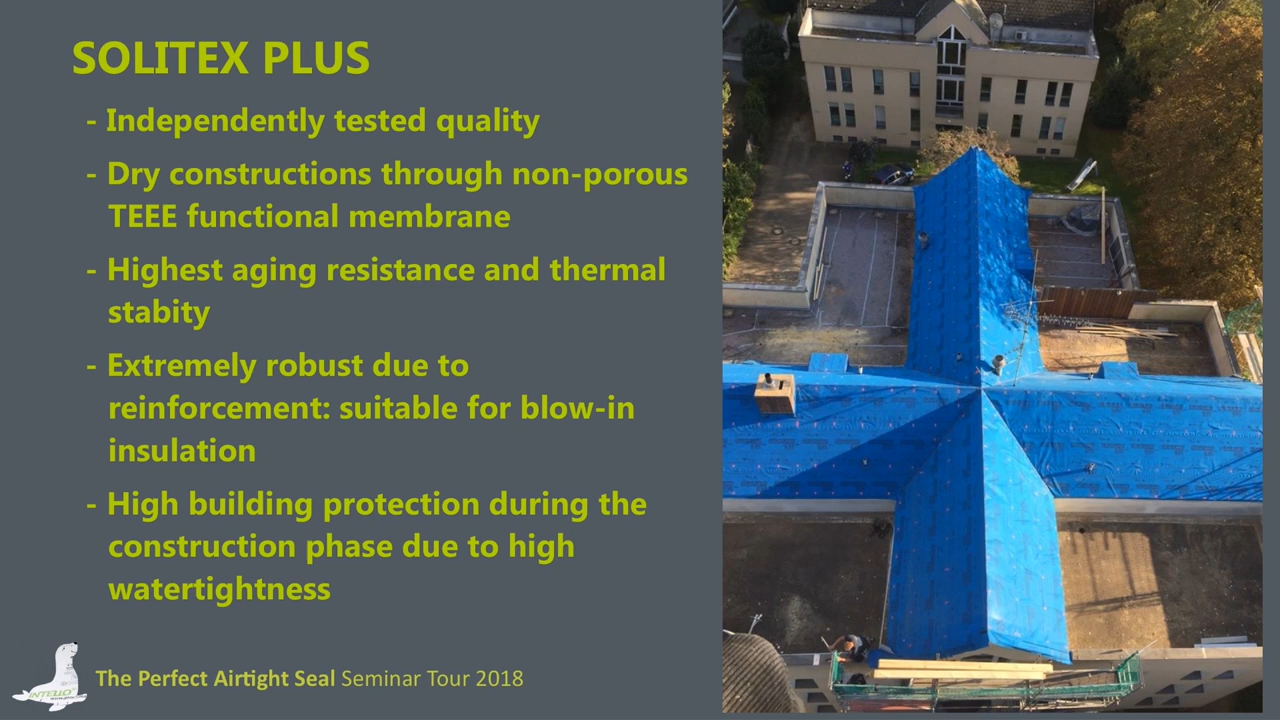 SOLITEX PLUS
- Independently tested quality
- Dry constructions through non-porous
TEEE functional membrane
- Highest aging resistance and thermal
stabity
- Extremely robust due to
reinforcement: suitable for blow-in
insulation
- High building protection during the
construction phase due to high
watertightness
INTELLO
The Perfect Airtight Seal Seminar Tour 2018